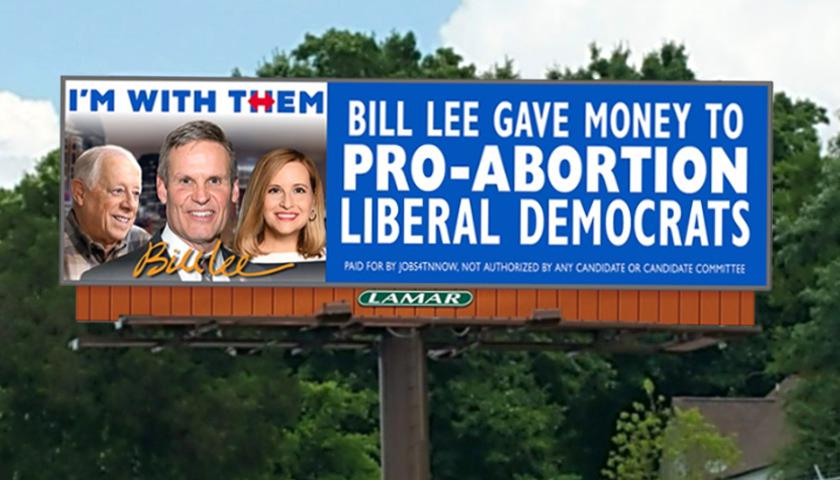 I'M WITH THEM
Bill Lee
BILL LEE GAVE MONEY TO
PRO-ABORTION
LIBERAL DEMOCRATS
PAID FOR BY JOBS4TNNOW, NOT AUTHORIZED BY ANY CANDIDATE OR CANDIDATE COMMITTEE
LAMAR